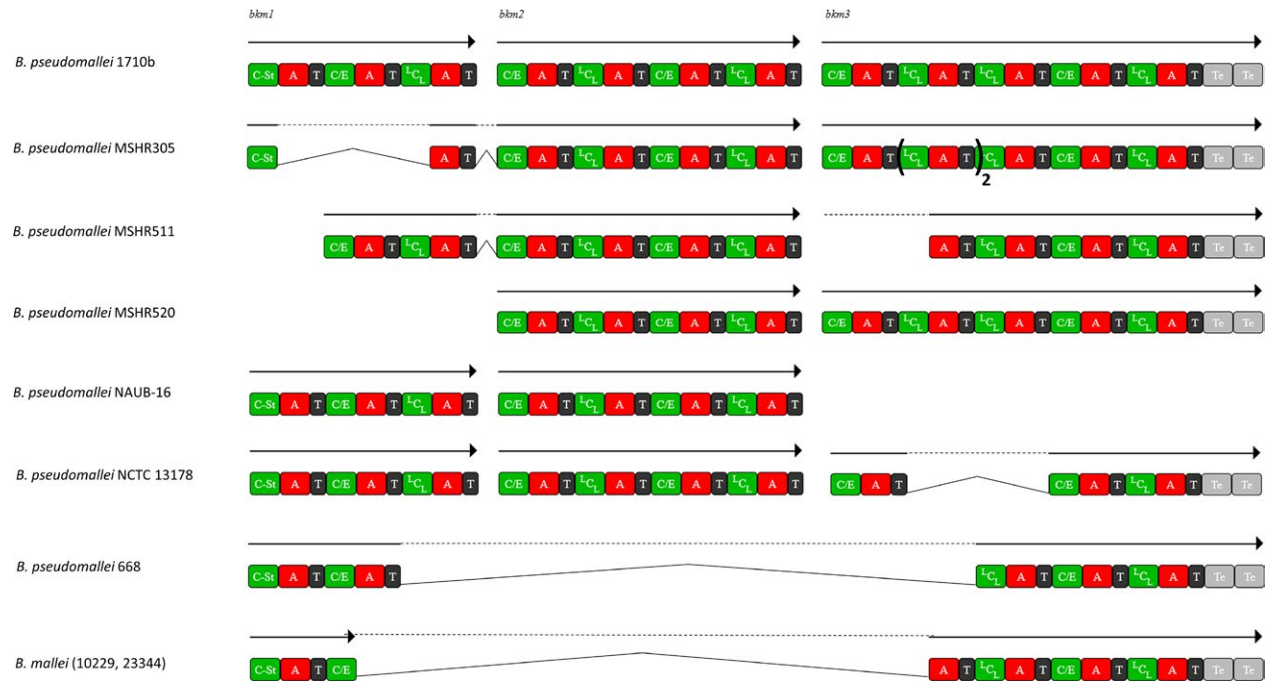 bkm1 bkm2 bkm3
B. pseudomallei 1710b C-St A T C/E A T LCL A T C/E A T LCL A T C/E A T LCL A T C/E A T LCL A T LCL A T C/E A T LCL A T Te Te
B. pseudomallei MSHR305 C-St A T C/E A T LCL A T C/E A T LCL A T C/E A T (LCL A T)2 CL A T C/E A T LCL A T Te Te
B. pseudomallei MSHR511 C/E A T LCL A T C/E A T LCL A T C/E A T LCL A T A T LCL A T C/E A T LCL A T Te Te
B. pseudomallei MSHR520 C/E A T LCL A T C/E A T LCL A T C/E A T LCL A T LCL A T C/E A T LCL A T Te Te
B. pseudomallei NAUB-16 C-St A T C/E A T LCL A T C/E A T LCL A T C/E A T LCL A T
B. pseudomallei NCTC 13178 C-St A T C/E A T LCL A T C/E A T LCL A T C/E A T LCL A T C/E A T C/E A T LCL A T Te Te
B. pseudomallei 668 C-St A T C/E A T LCL A T C/E A T LCL A T Te Te
B. mallei (10229, 23344) C-St A T C/E A T LCL A T C/E A T LCL A T Te Te